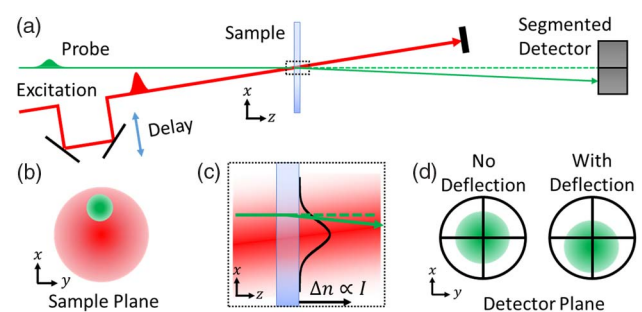 (a)
Probe
Sample
Segmented
Detector
Excitation
Delay
x
z
(b)
x
y
Sample Plane
(c)
x
z
Δn ∝ I
(d)
No
Deflection
With
Deflection
x
y
Detector Plane